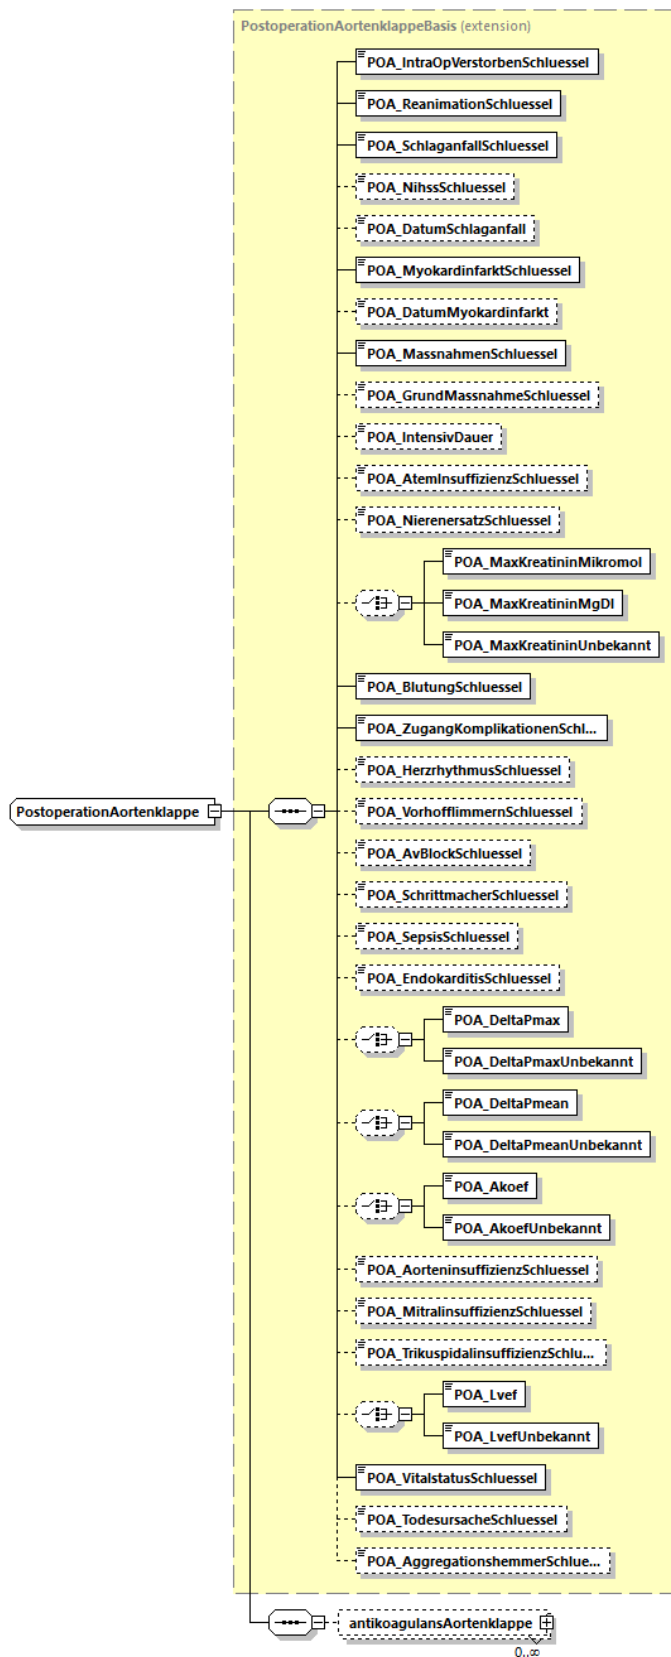 PostoperationAortenklappeBasis (extension)
POA_IntraOpVerstorbenSchluessel
POA_ReanimationSchluessel
POA_SchlaganfallSchluessel
POA_NihssSchluessel
POA_DatumSchlaganfall
POA_MyokardinfarktSchluessel
POA_DatumMyokardinfarkt
POA_MassnahmenSchluessel
POA_GrundMassnahmeSchluessel
POA_IntensivDauer
POA_AtemInsuffizienzSchluessel
POA_NierenersatzSchluessel
POA_MaxKreatininMikromol
POA_MaxKreatininMgDl
POA_MaxKreatininUnbekannt
POA_BlutungSchluessel
POA_ZugangKomplikationenSchl...
POA_HerzrhythmusSchluessel
PostoperationAortenklappe
POA_VorhofflimmernSchluessel
POA_AvBlockSchluessel
POA_SchrittmacherSchluessel
POA_SepsisSchluessel
POA_EndokarditisSchluessel
POA_DeltaPmax
POA_DeltaPmaxUnbekannt
POA_DeltaPmean
POA_DeltaPmeanUnbekannt
POA_Akoef
POA_AkoefUnbekannt
POA_AorteninsuffizienzSchluessel
POA_MitralinsuffizienzSchluessel
POA_TrikuspidalinsuffizienzSchlu...
POA_Lvef
POA_LvefUnbekannt
POA_VitalstatusSchluessel
POA_TodesursacheSchluessel
POA_AggregationshemmerSchlue...
antikoagulansAortenklappe
0..∞